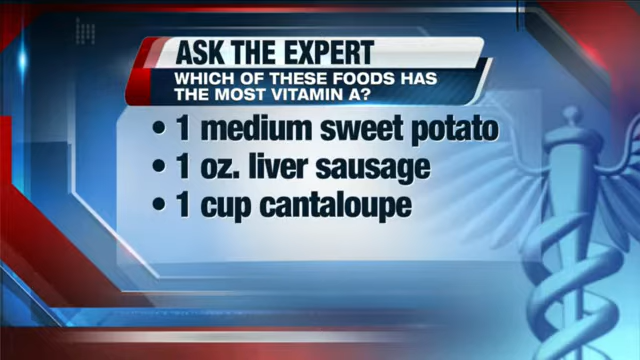 ASK THE EXPERT
WHICH OF THESE FOODS HAS
THE MOST VITAMIN A?
• 1 medium sweet potato
• 1 oz. liver sausage
• 1 cup cantaloupe